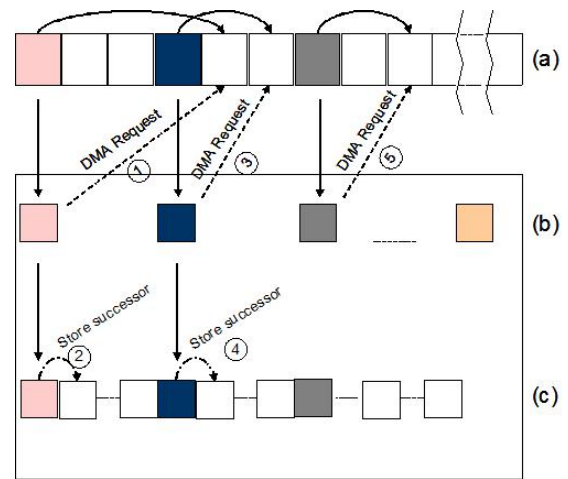 (a)
DMA Request
1
DMA Request
3
DMA Request
5
(b)
Store successor
2
Store successor
4
(c)